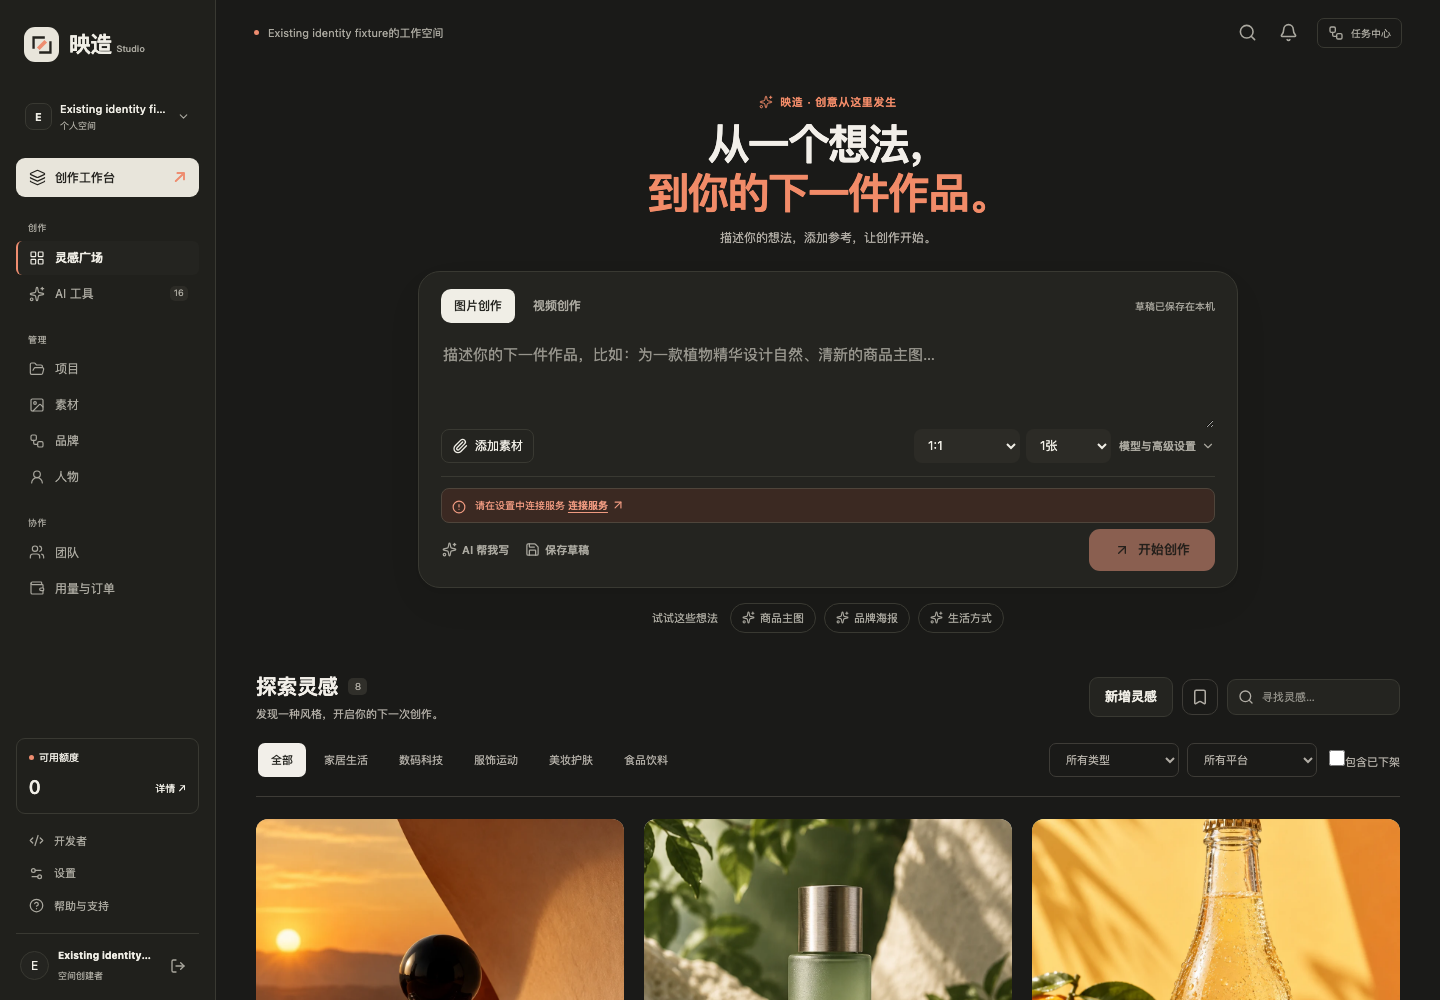 映造 Studio
E
Existing identity fi...
个人空间
创作工作台
创作
灵感广场
AI 工具
16
管理
项目
素材
品牌
人物
协作
团队
用量与订单
可用额度
0
详情
开发者
设置
帮助与支持
E
Existing identity...
空间创建者
Existing identity fixture的工作空间
任务中心
映造 · 创意从这里发生
从一个想法，
到你的下一件作品。
描述你的想法，添加参考，让创作开始。
图片创作
视频创作
草稿已保存在本机
描述你的下一件作品，比如：为一款植物精华设计自然、清新的商品主图...
添加素材
1:1
1张
模型与高级设置
请在设置中连接服务 连接服务
AI 帮我写
保存草稿
开始创作
试试这些想法
商品主图
品牌海报
生活方式
探索灵感
8
发现一种风格，开启你的下一次创作。
新增灵感
寻找灵感...
全部
家居生活
数码科技
服饰运动
美妆护肤
食品饮料
所有类型
所有平台
包含已下架